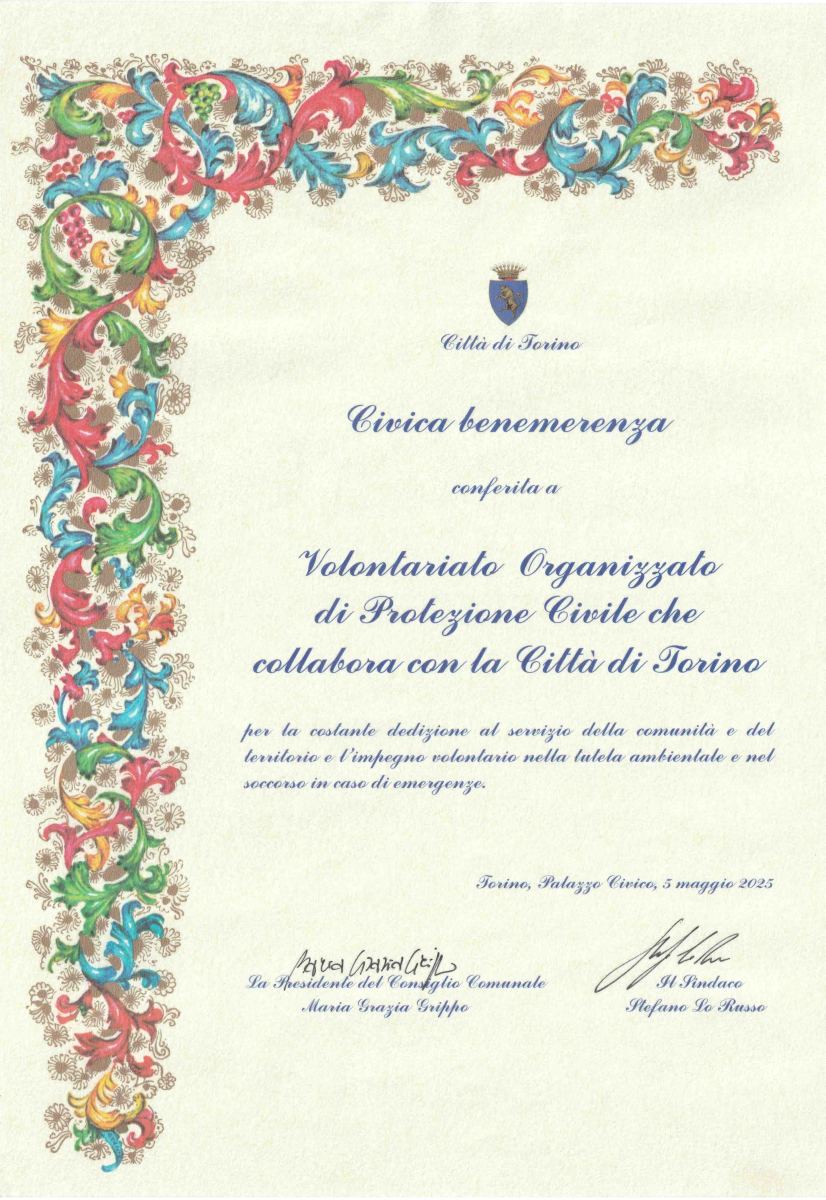 Città di Torino
Civica benemerenza
conferita a
Volontariato Organizzato
di Protezione Civile che
collabora con la Città di Torino
per la costante dedizione al servizio della comunità e del
territorio e l'impegno volontario nella tutela ambientale e nel
soccorso in caso di emergenze.
Torino, Palazzo Civico, 5 maggio 2025
Maria Grazia Grippo
La Presidente del Consiglio Comunale
Il Sindaco
Maria Grazia Grippo
Stefano Lo Russo